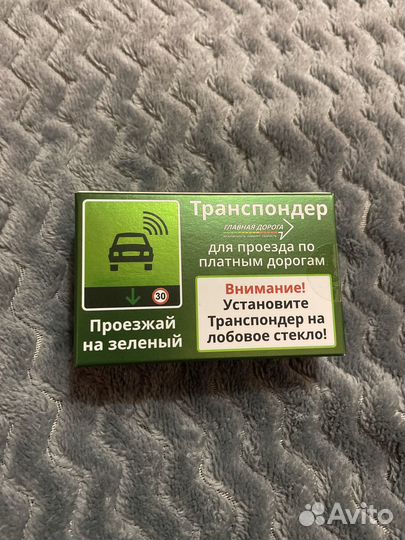 Транспондер
ГЛАВНАЯ ДОРОГА
для проезда по
платным дорогам
30
Проезжай
на зеленый
Внимание!
Установите
Транспондер на
лобовое стекло!
Avito